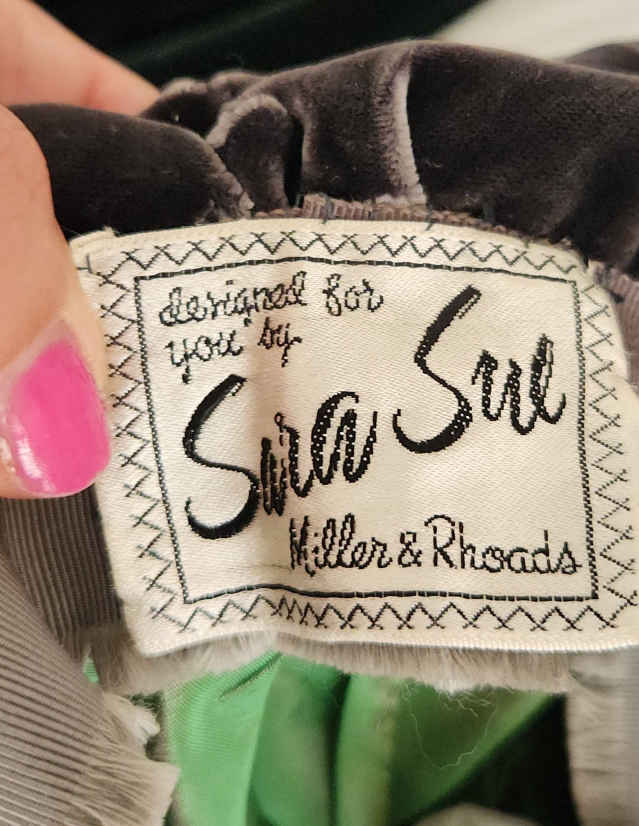 designed for
you by
Sara Sue
Miller & Rhoads